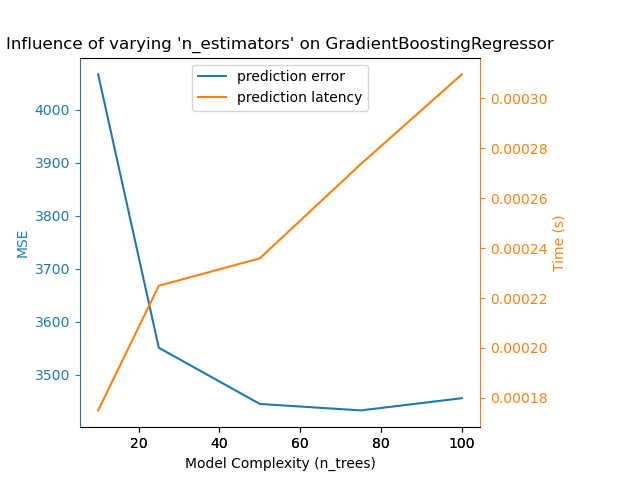 Influence of varying 'n_estimators' on GradientBoostingRegressor
prediction error
prediction latency
4000
3900
3800
3700
3600
3500
MSE
0.00030
0.00028
0.00026
0.00024
0.00022
0.00020
0.00018
Time (s)
20 40 60 80 100
Model Complexity (n_trees)